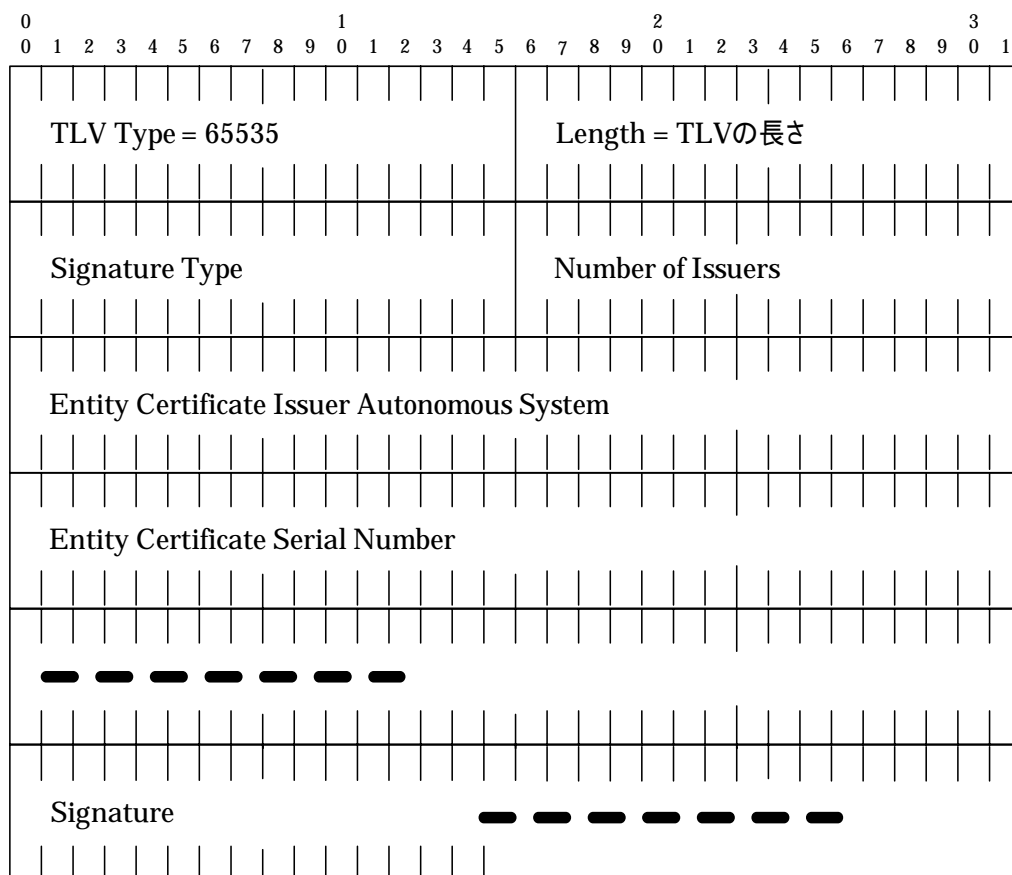 0 1 2 3
0 1 2 3 4 5 6 7 8 9 0 1 2 3 4 5 6 7 8 9 0 1 2 3 4 5 6 7 8 9 0 1
TLV Type = 65535 Length = TLVの長さ
Signature Type Number of Issuers
Entity Certificate Issuer Autonomous System
Entity Certificate Serial Number
Signature